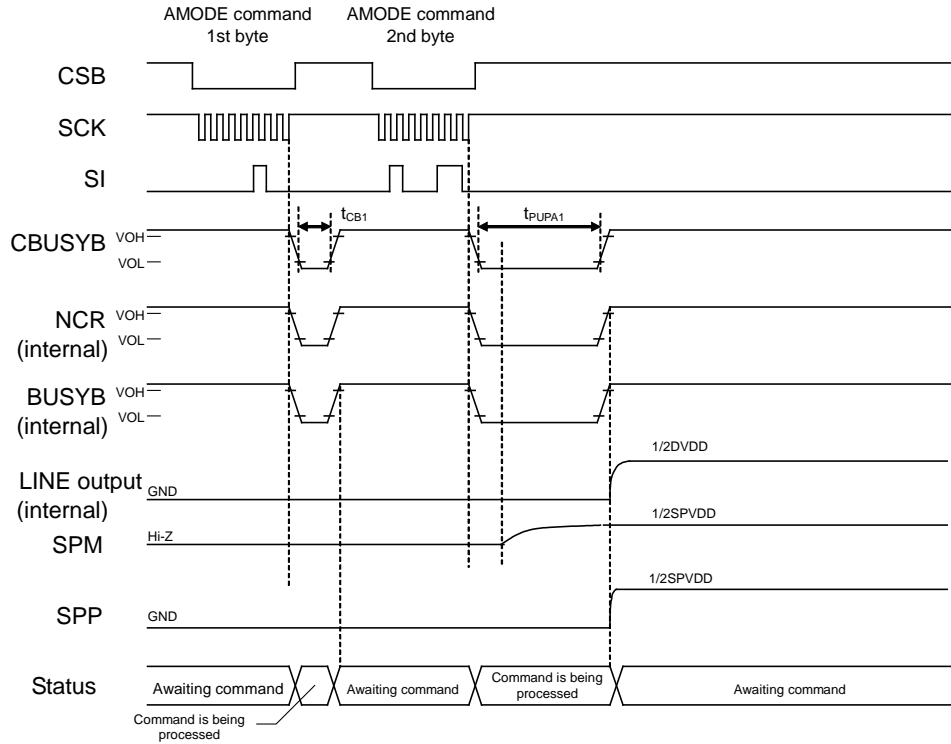 AMODE command
1st byte
AMODE command
2nd byte
CSB
SCK
SI
tCB1
tPUPA1
CBUSYB
VOH
VOL
NCR
(internal)
VOH
VOL
BUSYB
(internal)
VOH
VOL
LINE output
(internal)
GND
1/2DVDD
SPM
Hi-Z
1/2SPVDD
SPP
GND
1/2SPVDD
Status
Awaiting command
Awaiting command
Command is being
processed
Awaiting command
Command is being
processed